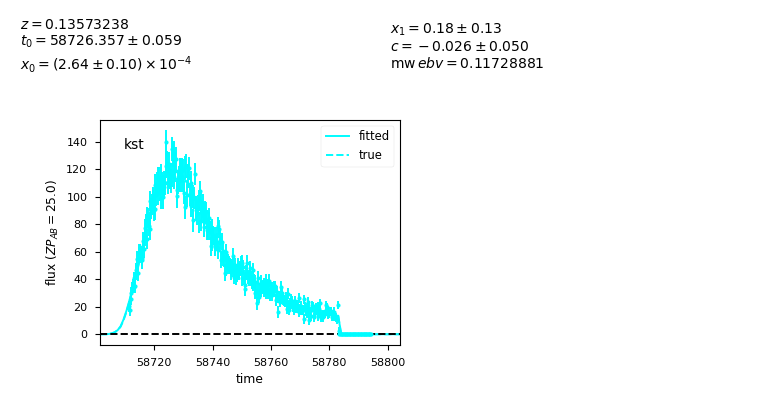 z = 0.13573238
t₀ = 58726.357 ± 0.059
x₀ = (2.64 ± 0.10) × 10⁻⁴
x₁ = 0.18 ± 0.13
c = −0.026 ± 0.050
mw ebv = 0.11728881
kst
fitted
true
140
120
100
80
60
40
20
0
flux (ZP_AB = 25.0)
58720 58740 58760 58780 58800
time